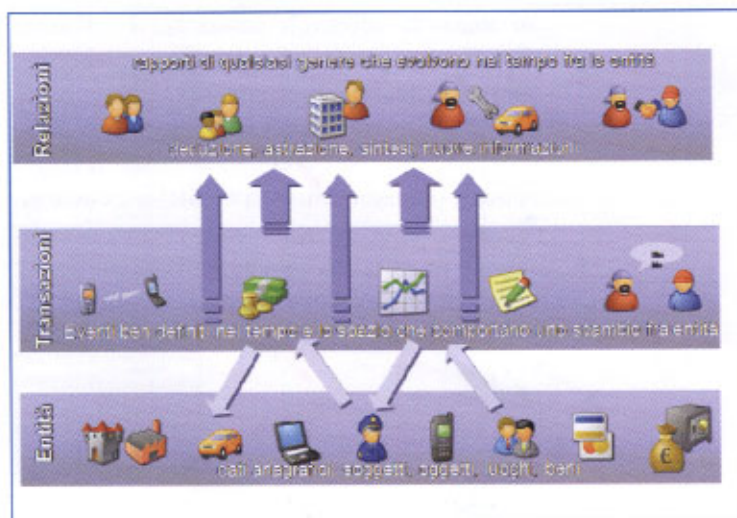 Relazioni
rapporti di qualsiasi genere che evolvono nel tempo fra le entità
deduzione, astrazione, sintesi, nuove informazioni
Transazioni
Eventi ben definiti nel tempo e lo spazio che comportano uno scambio fra entità
Entità
dati anagrafici, soggetti, oggetti, luoghi, beni
€